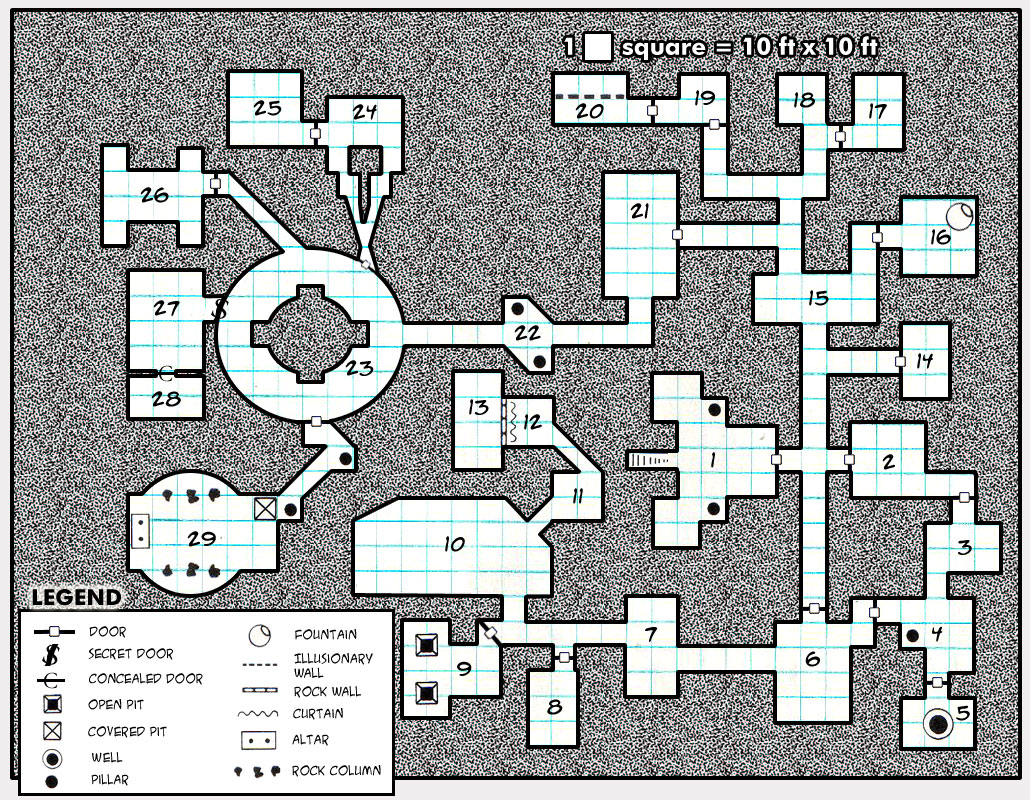 1 square = 10 ft x 10 ft
25
24
20
19
18
17
26
21
16
27
15
22
23
14
28
13
12
1
2
11
29
10
3
7
4
9
6
8
5
LEGEND
DOOR
SECRET DOOR
CONCEALED DOOR
OPEN PIT
COVERED PIT
WELL
PILLAR
FOUNTAIN
ILLUSIONARY
WALL
ROCK WALL
CURTAIN
ALTAR
ROCK COLUMN
S
C
S
C